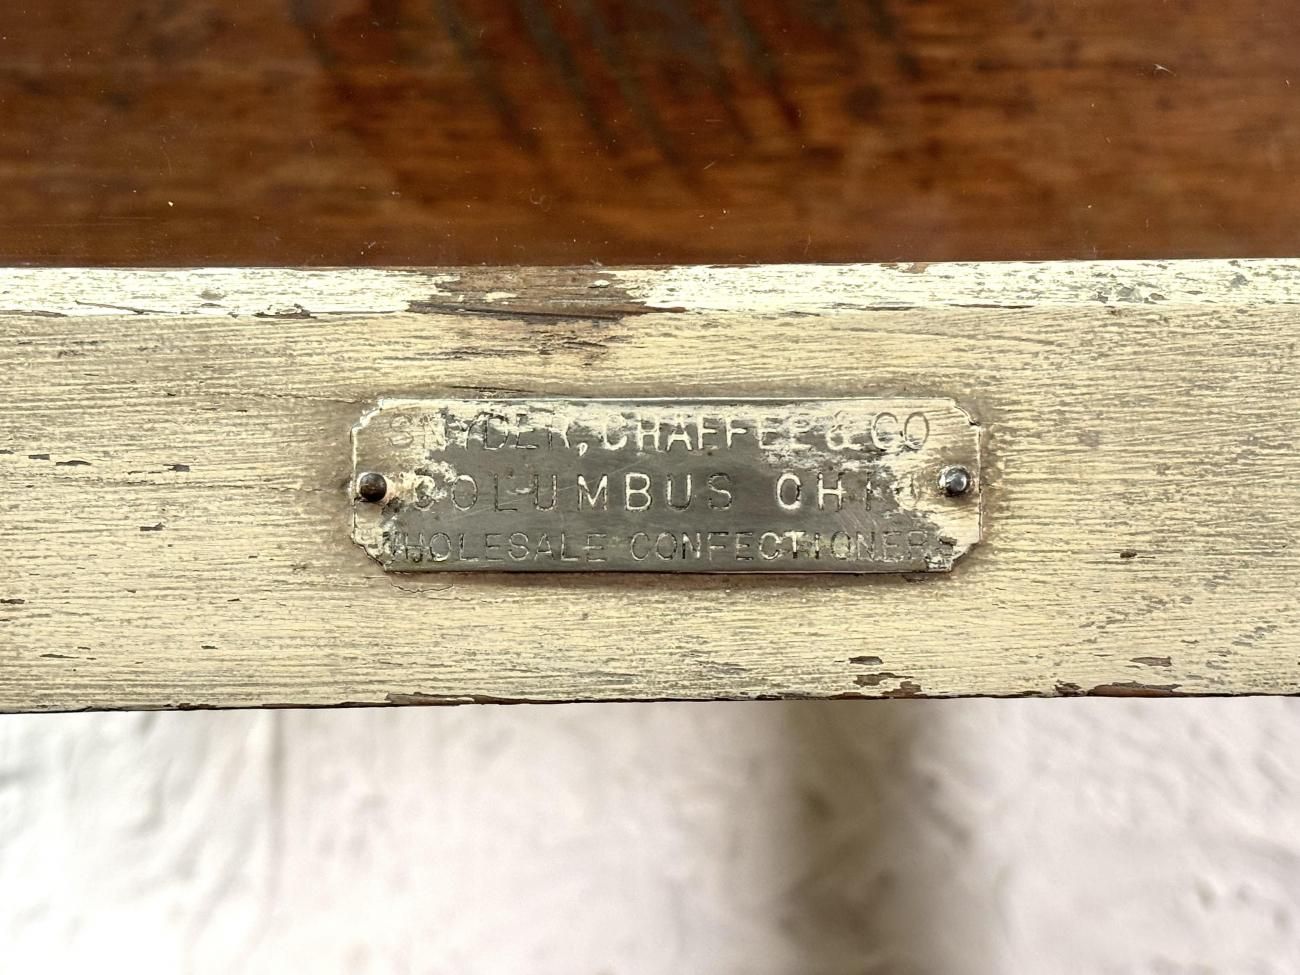 SNYDER, CHAFFEE & CO
COLUMBUS OHIO
WHOLESALE CONFECTIONERS